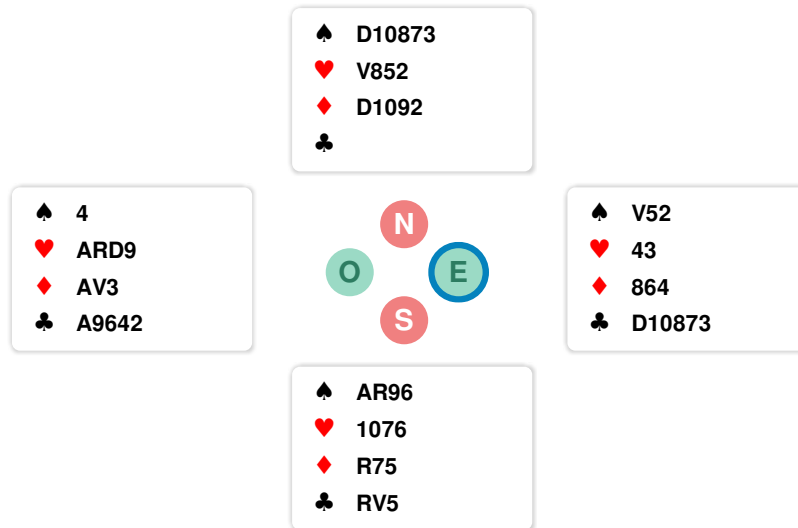 ♠ D10873
♥ V852
♦ D1092
♣
♠ 4
♥ ARD9
♦ AV3
♣ A9642
N
O
E
S
♠ V52
♥ 43
♦ 864
♣ D10873
♠ AR96
♥ 1076
♦ R75
♣ RV5